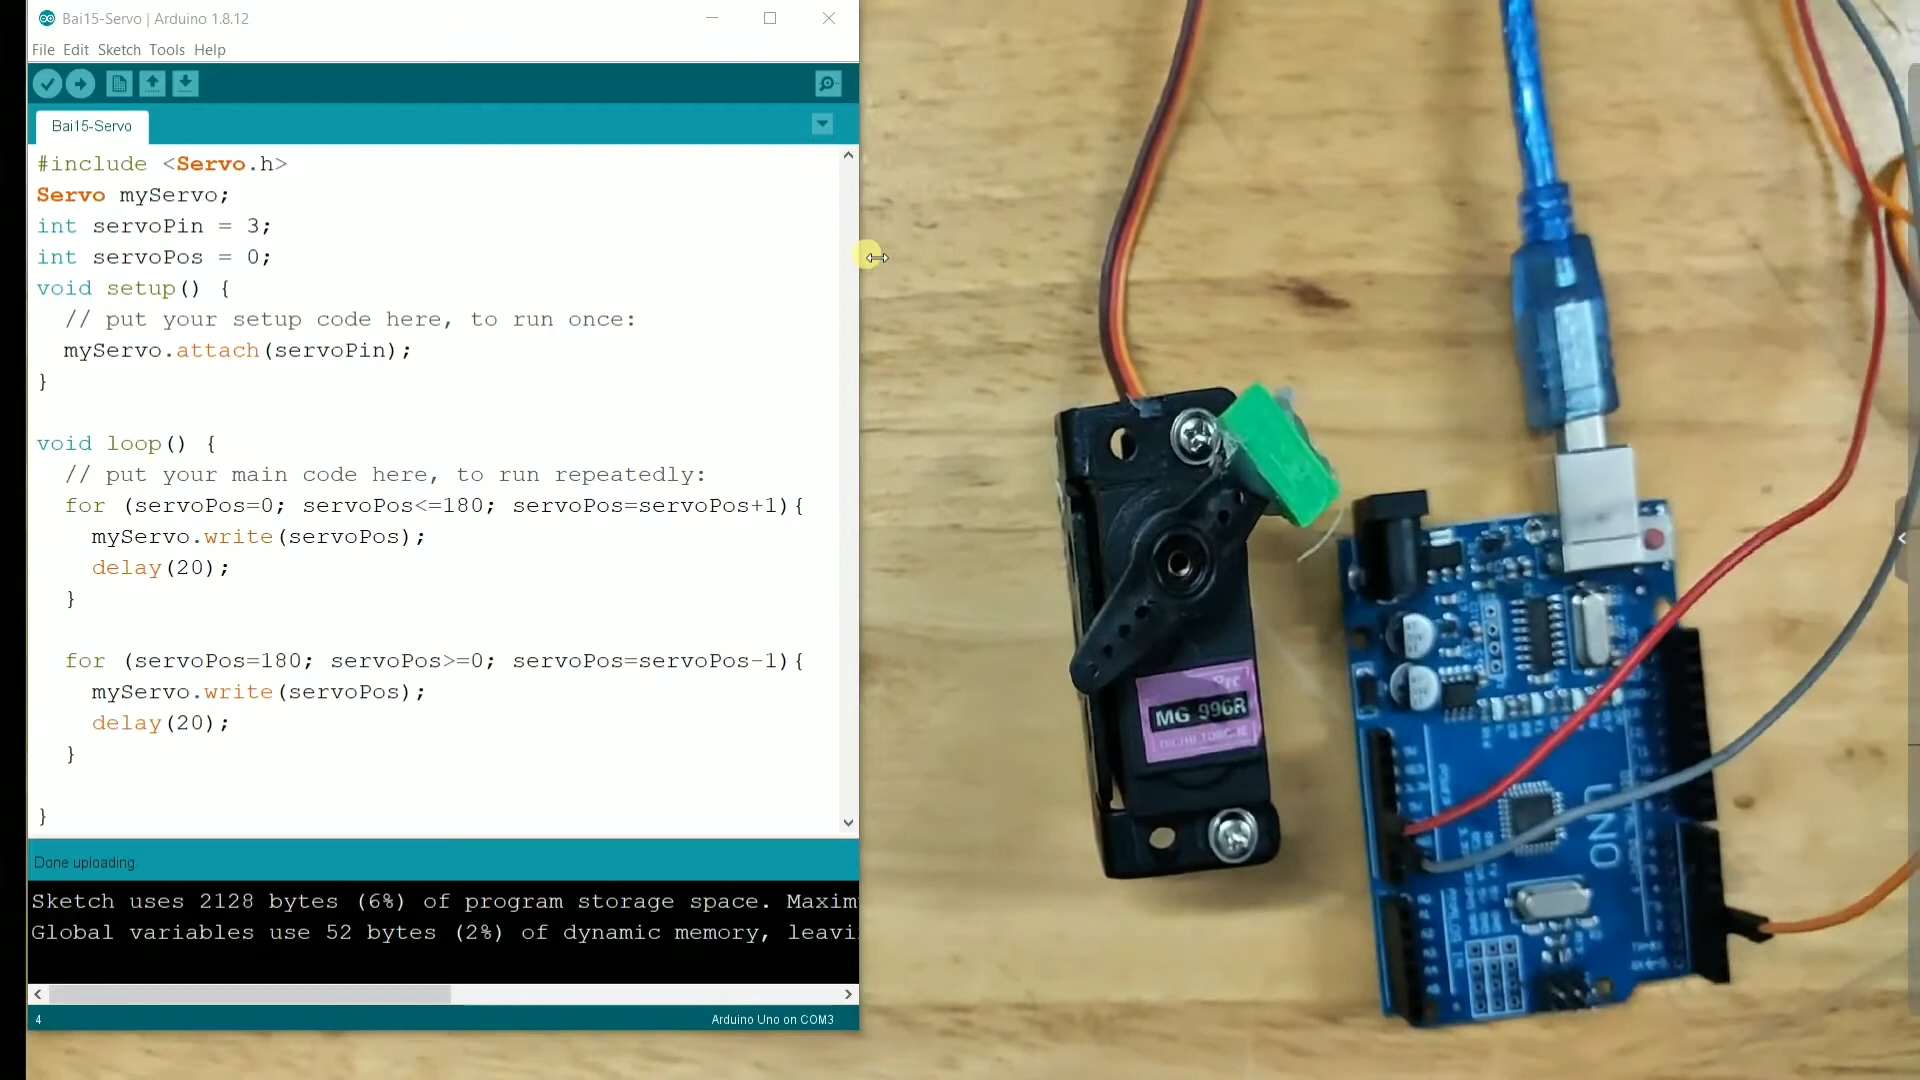 Bai15-Servo | Arduino 1.8.12
File Edit Sketch Tools Help
Bai15-Servo
#include <Servo.h>
Servo myServo;
int servoPin = 3;
int servoPos = 0;
void setup() {
// put your setup code here, to run once:
myServo.attach(servoPin);
}
void loop() {
// put your main code here, to run repeatedly:
for (servoPos=0; servoPos<=180; servoPos=servoPos+1){
myServo.write(servoPos);
delay(20);
}
for (servoPos=180; servoPos>=0; servoPos=servoPos-1){
myServo.write(servoPos);
delay(20);
}
}
Done uploading.
Sketch uses 2128 bytes (6%) of program storage space. Maxim
Global variables use 52 bytes (2%) of dynamic memory, leavi
4
Arduino Uno on COM3
MG 996R
UNO